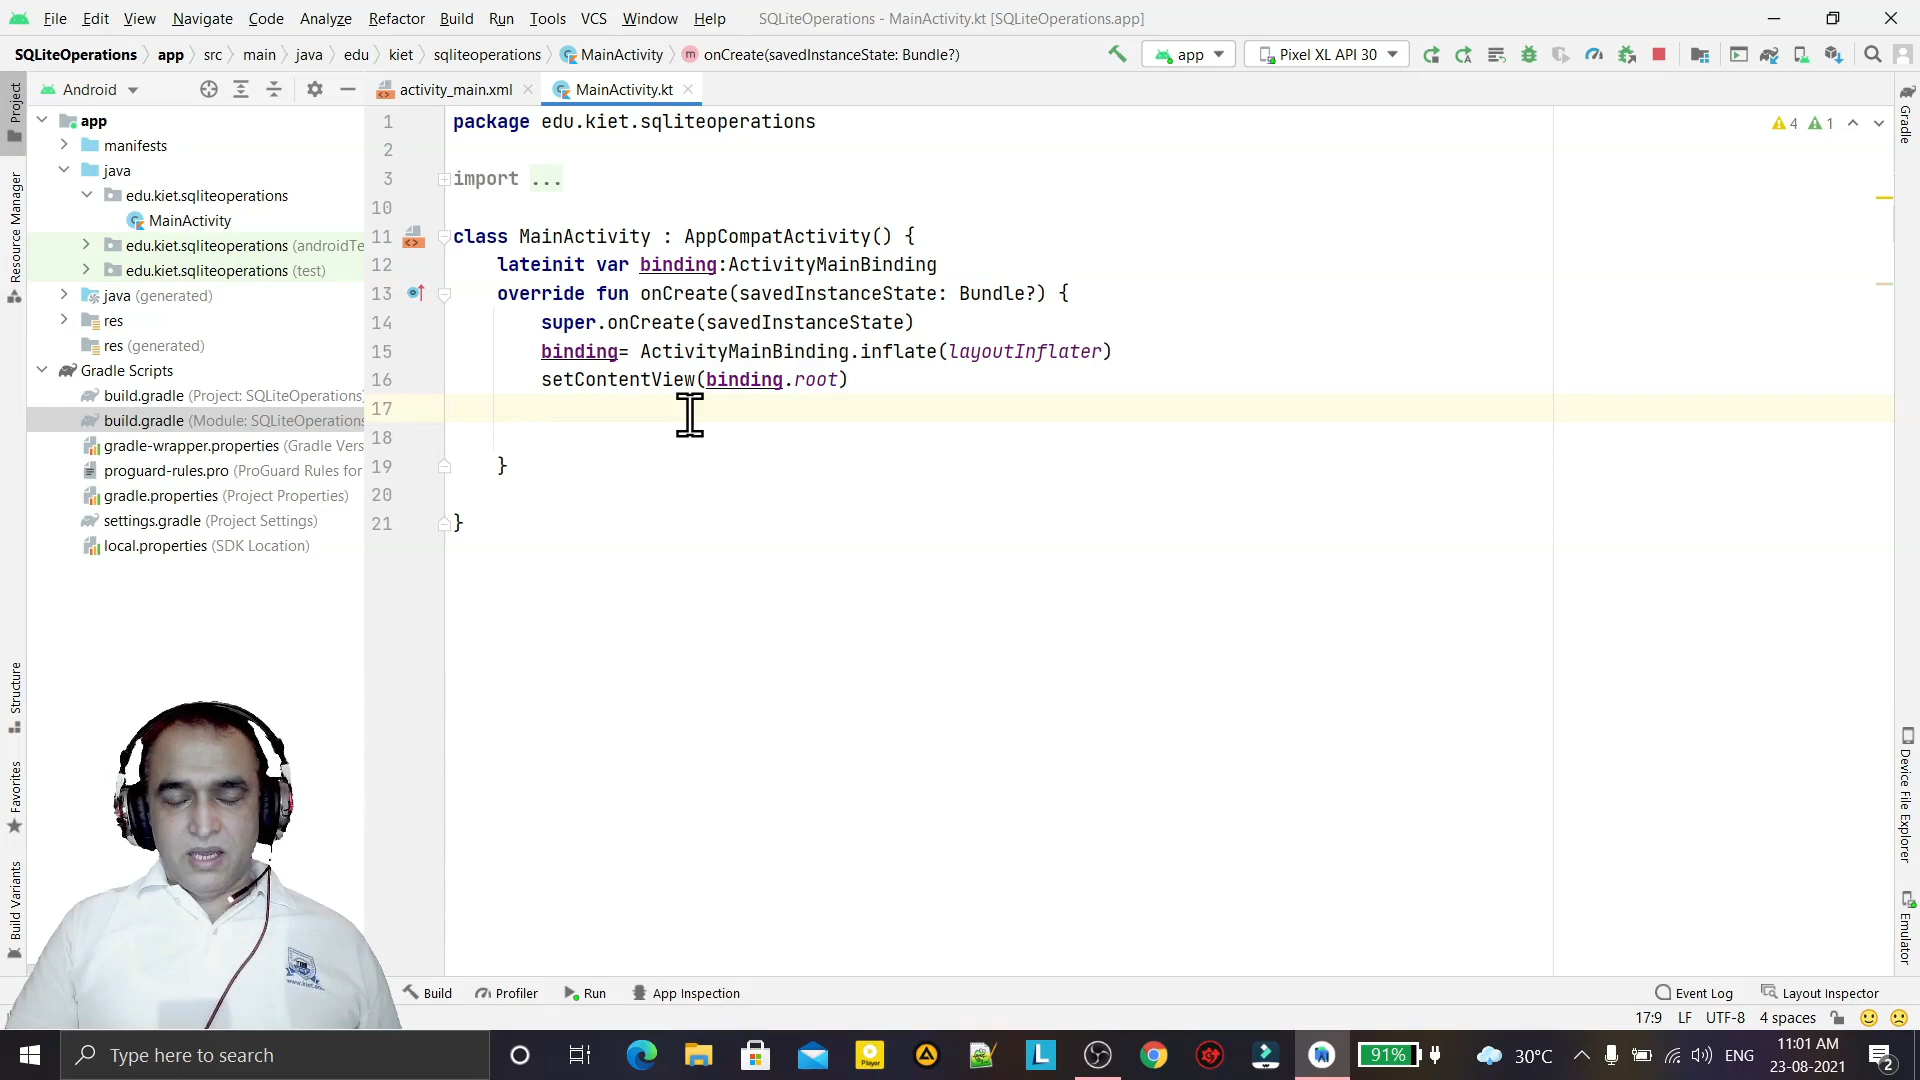 File Edit View Navigate Code Analyze Refactor Build Run Tools VCS Window Help SQLiteOperations - MainActivity.kt [SQLiteOperations.app]
SQLiteOperations app src main java edu kiet sqliteoperations MainActivity onCreate(savedInstanceState: Bundle?) app Pixel XL API 30
Android activity_main.xml MainActivity.kt
Project
Resource Manager
Structure
Favorites
Build Variants
app
manifests
java
edu.kiet.sqliteoperations
MainActivity
edu.kiet.sqliteoperations (androidTe
edu.kiet.sqliteoperations (test)
java (generated)
res
res (generated)
Gradle Scripts
build.gradle (Project: SQLiteOperations)
build.gradle (Module: SQLiteOperations
gradle-wrapper.properties (Gradle Vers
proguard-rules.pro (ProGuard Rules for
gradle.properties (Project Properties)
settings.gradle (Project Settings)
local.properties (SDK Location)
1 package edu.kiet.sqliteoperations
2
3 import ...
10
11 class MainActivity : AppCompatActivity() {
12 lateinit var binding:ActivityMainBinding
13 override fun onCreate(savedInstanceState: Bundle?) {
14 super.onCreate(savedInstanceState)
15 binding= ActivityMainBinding.inflate(layoutInflater)
16 setContentView(binding.root)
17
18
19 }
20
21 }
4 1
Gradle
Device File Explorer
Emulator
Build Profiler Run App Inspection Event Log Layout Inspector
17:9 LF UTF-8 4 spaces
Type here to search 91% 30°C ENG 11:01 AM
23-08-2021 2